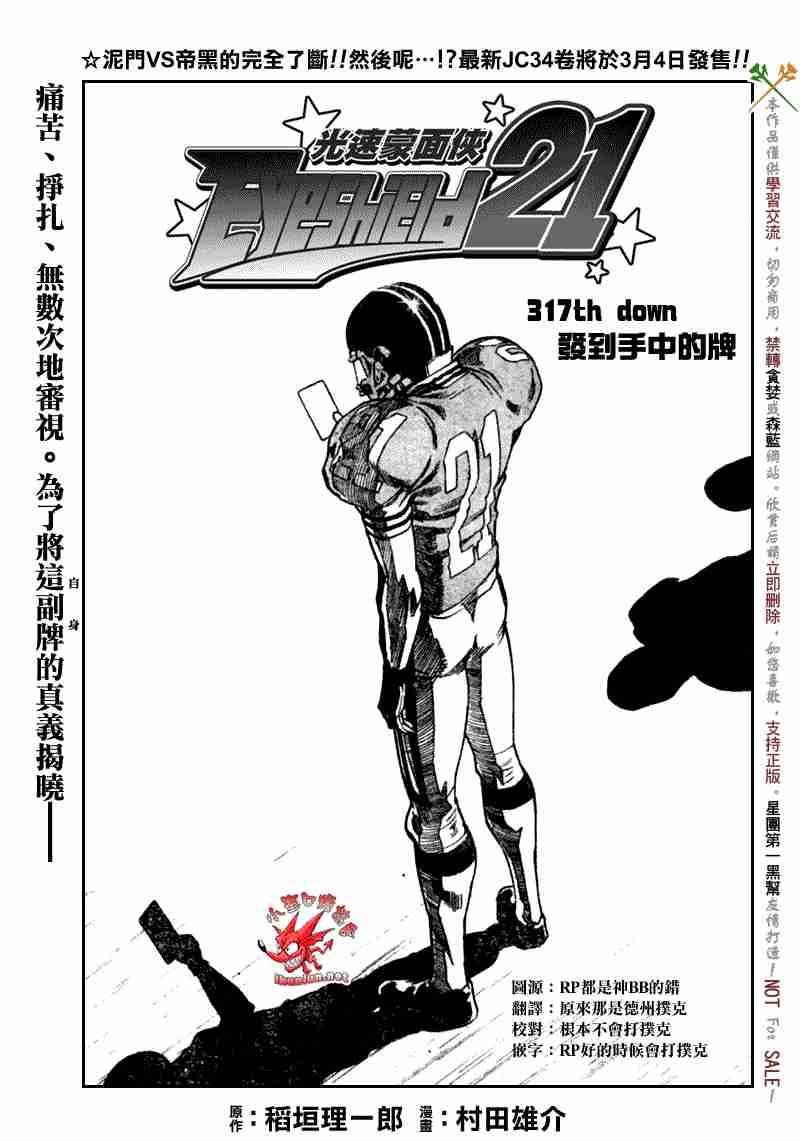 ☆泥門VS帝黑的完全了斷!!然後呢…!?最新JC34卷將於3月4日發售!!
光速蒙面俠
EYESHIELD 21
317th down
發到手中的牌
21
痛苦、掙扎、無數次地審視。為了將這副牌的真義揭曉——
自身
本作品僅供學習交流，切勿商用，禁轉貪婪或森藍網站。欣賞后請立即刪除，如您喜歡，支持正版。星團第一黑幫友情打造！NOT For SALE！
圖源：RP都是神BB的錯
翻譯：原來那是德州撲克
校對：根本不會打撲克
嵌字：RP好的時候會打撲克
原作：稻垣理一郎 漫畫：村田雄介